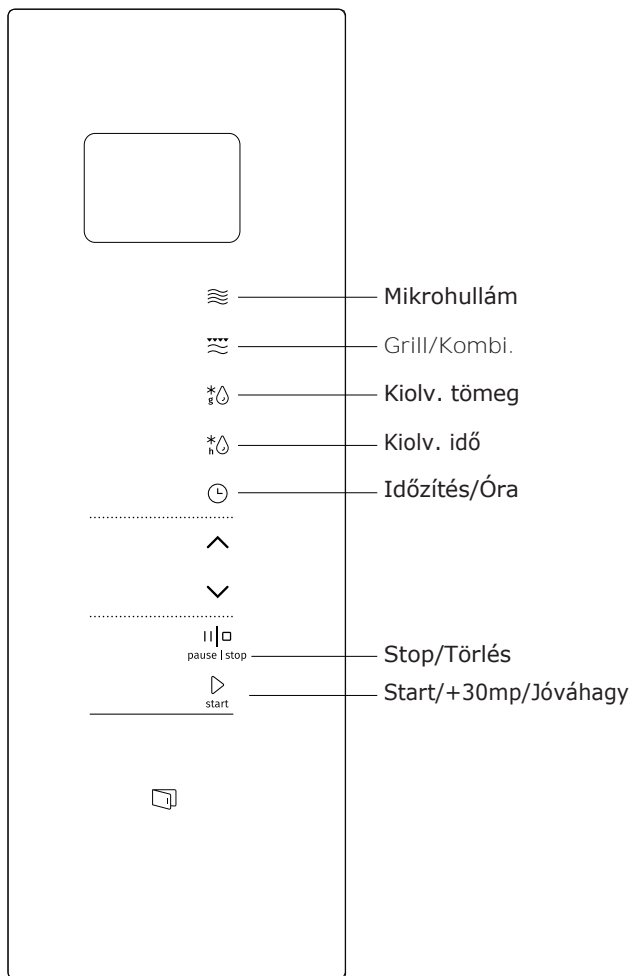 Mikrohullám
Grill/Kombi.
g
Kiolv. tömeg
h
Kiolv. idő
Időzítés/Óra
pause | stop
Stop/Törlés
start
Start/+30mp/Jóváhagy